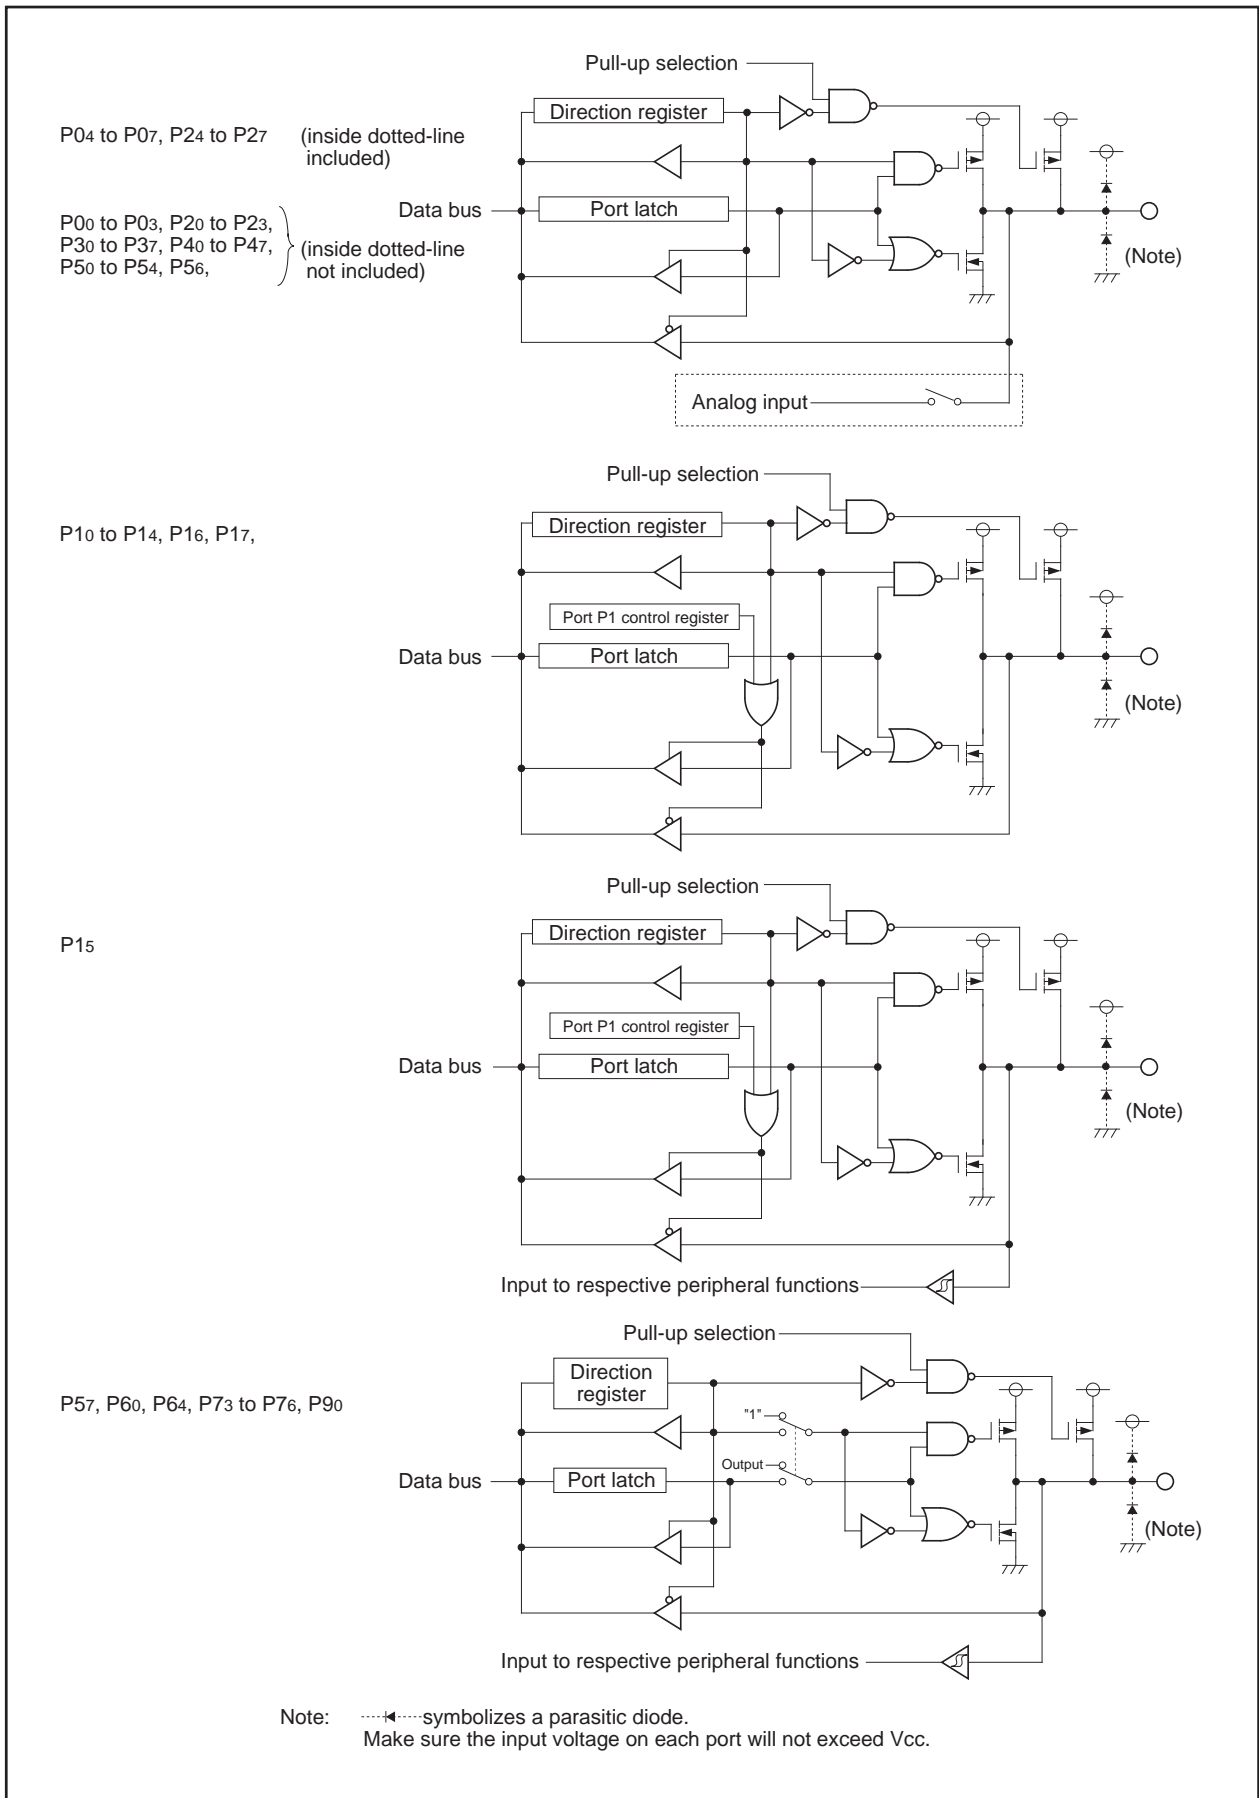 Pull-up selection
Direction register
P04 to P07, P24 to P27 (inside dotted-line
included)
Data bus
Port latch
P00 to P03, P20 to P23,
P30 to P37, P40 to P47,
P50 to P54, P56,
(inside dotted-line
not included)
(Note)
Analog input
Pull-up selection
P10 to P14, P16, P17,
Direction register
Port P1 control register
Data bus
Port latch
(Note)
Pull-up selection
P15
Direction register
Port P1 control register
Data bus
Port latch
(Note)
Input to respective peripheral functions
Pull-up selection
P57, P60, P64, P73 to P76, P90
Direction
register
"1"
Output
Data bus
Port latch
(Note)
Input to respective peripheral functions
Note: symbolizes a parasitic diode.
Make sure the input voltage on each port will not exceed Vcc.